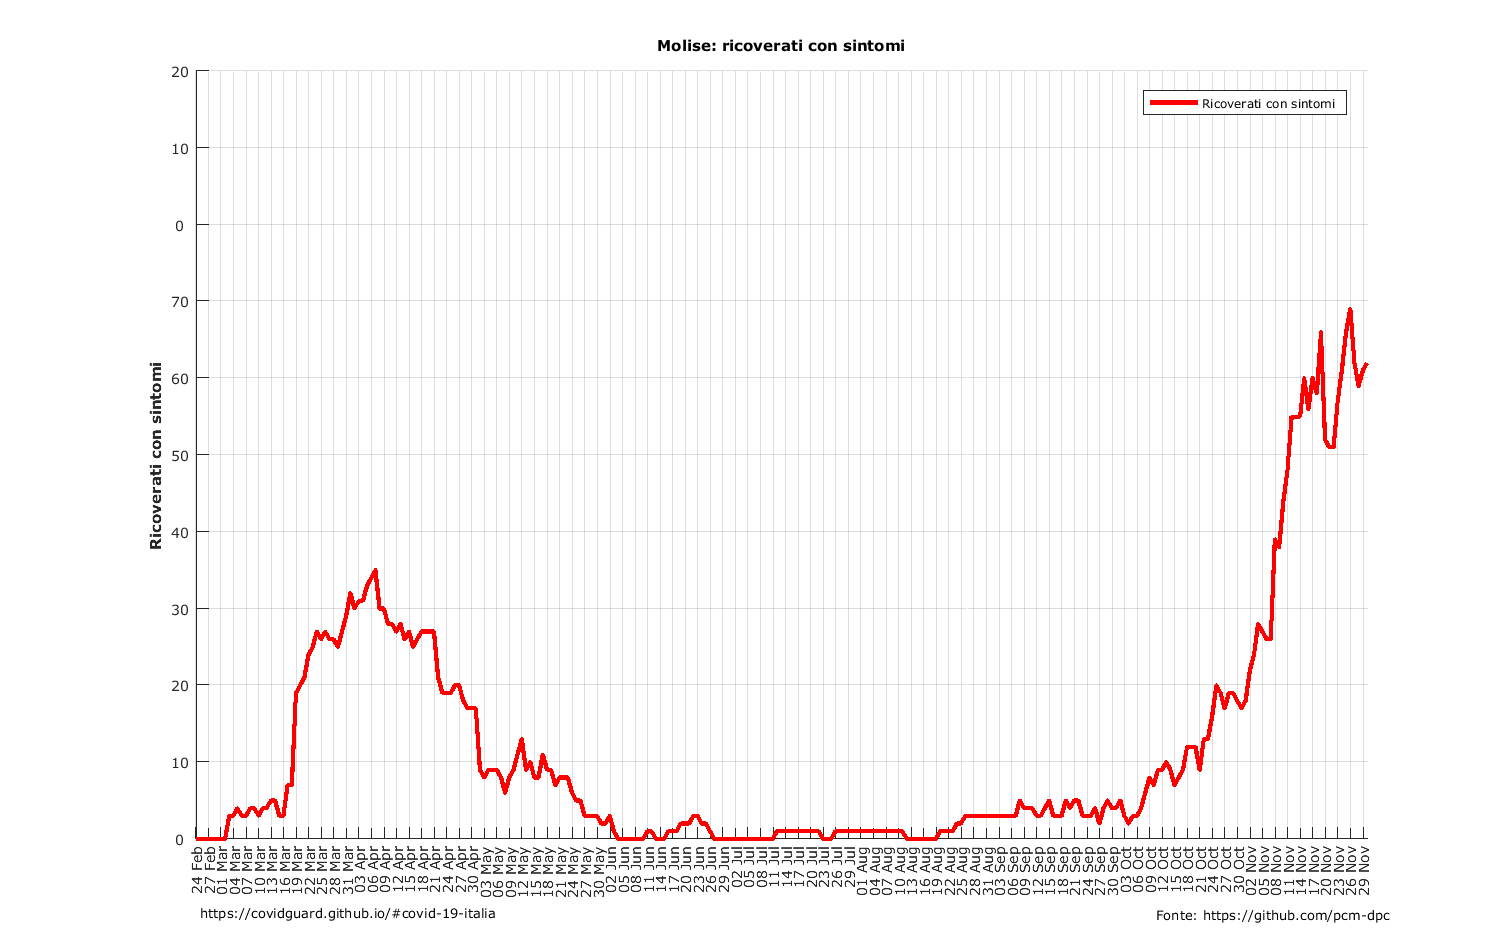 Molise: ricoverati con sintomi
20
10
0
70
60
50
40
30
20
10
0
Ricoverati con sintomi
Ricoverati con sintomi
24 Feb
27 Feb
01 Mar
04 Mar
07 Mar
10 Mar
13 Mar
16 Mar
19 Mar
22 Mar
25 Mar
28 Mar
31 Mar
03 Apr
06 Apr
09 Apr
12 Apr
15 Apr
18 Apr
21 Apr
24 Apr
27 Apr
30 Apr
03 May
06 May
09 May
12 May
15 May
18 May
21 May
24 May
27 May
30 May
02 Jun
05 Jun
08 Jun
11 Jun
14 Jun
17 Jun
20 Jun
23 Jun
26 Jun
29 Jun
02 Jul
05 Jul
08 Jul
11 Jul
14 Jul
17 Jul
20 Jul
23 Jul
26 Jul
29 Jul
01 Aug
04 Aug
07 Aug
10 Aug
13 Aug
16 Aug
19 Aug
22 Aug
25 Aug
28 Aug
31 Aug
03 Sep
06 Sep
09 Sep
12 Sep
15 Sep
18 Sep
21 Sep
24 Sep
27 Sep
30 Sep
03 Oct
06 Oct
09 Oct
12 Oct
15 Oct
18 Oct
21 Oct
24 Oct
27 Oct
30 Oct
02 Nov
05 Nov
08 Nov
11 Nov
14 Nov
17 Nov
20 Nov
23 Nov
26 Nov
29 Nov
https://covidguard.github.io/#covid-19-italia
Fonte: https://github.com/pcm-dpc